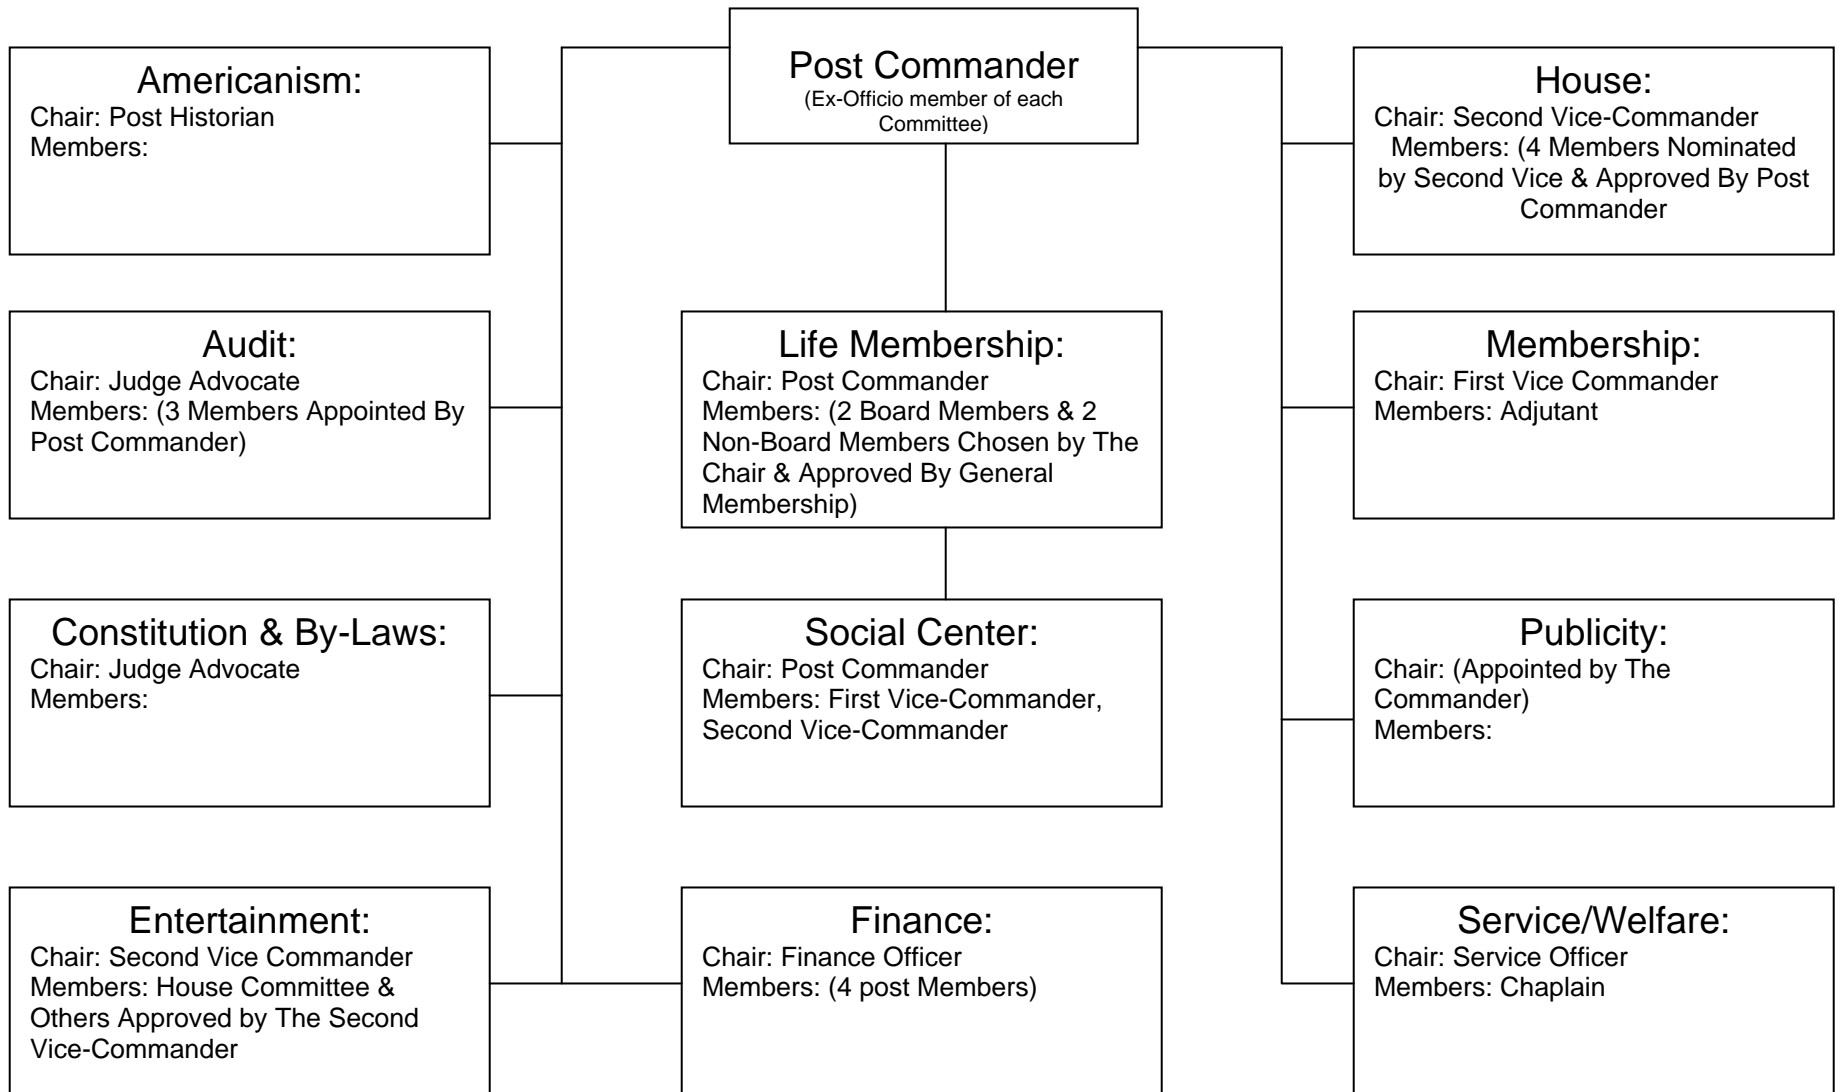 Post Commander
(Ex-Officio member of each
Committee)
Americanism:
Chair: Post Historian
Members:
House:
Chair: Second Vice-Commander
Members: (4 Members Nominated
by Second Vice & Approved By Post
Commander
Audit:
Chair: Judge Advocate
Members: (3 Members Appointed By
Post Commander)
Life Membership:
Chair: Post Commander
Members: (2 Board Members & 2
Non-Board Members Chosen by The
Chair & Approved By General
Membership)
Membership:
Chair: First Vice Commander
Members: Adjutant
Constitution & By-Laws:
Chair: Judge Advocate
Members:
Social Center:
Chair: Post Commander
Members: First Vice-Commander,
Second Vice-Commander
Publicity:
Chair: (Appointed by The
Commander)
Members:
Entertainment:
Chair: Second Vice Commander
Members: House Committee &
Others Approved by The Second
Vice-Commander
Finance:
Chair: Finance Officer
Members: (4 post Members)
Service/Welfare:
Chair: Service Officer
Members: Chaplain